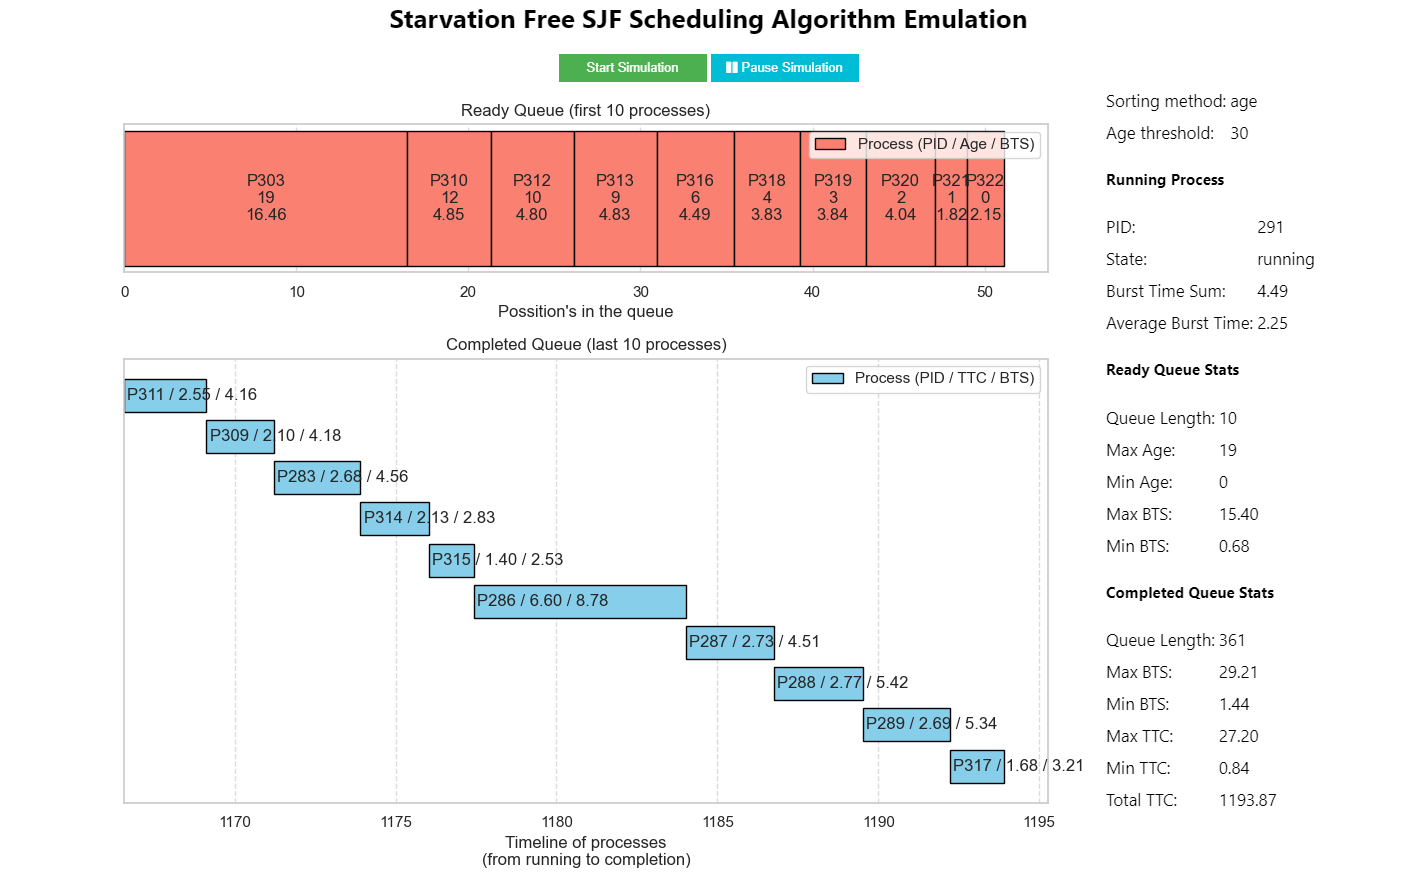 Starvation Free SJF Scheduling Algorithm Emulation
Start Simulation
Pause Simulation
Ready Queue (first 10 processes)
Process (PID / Age / BTS)
P303
19
16.46
P310
12
4.85
P312
10
4.80
P313
9
4.83
P316
6
4.49
P318
4
3.83
P319
3
3.84
P320
2
4.04
P321
1
1.82
P322
0
2.15
0 10 20 30 40 50
Possition's in the queue
Completed Queue (last 10 processes)
Process (PID / TTC / BTS)
P311 / 2.55 / 4.16
P309 / 2.10 / 4.18
P283 / 2.68 / 4.56
P314 / 2.13 / 2.83
P315 / 1.40 / 2.53
P286 / 6.60 / 8.78
P287 / 2.73 / 4.51
P288 / 2.77 / 5.42
P289 / 2.69 / 5.34
P317 / 1.68 / 3.21
1170 1175 1180 1185 1190 1195
Timeline of processes
(from running to completion)
Sorting method: age
Age threshold: 30
Running Process
PID: 291
State: running
Burst Time Sum: 4.49
Average Burst Time: 2.25
Ready Queue Stats
Queue Length: 10
Max Age: 19
Min Age: 0
Max BTS: 15.40
Min BTS: 0.68
Completed Queue Stats
Queue Length: 361
Max BTS: 29.21
Min BTS: 1.44
Max TTC: 27.20
Min TTC: 0.84
Total TTC: 1193.87